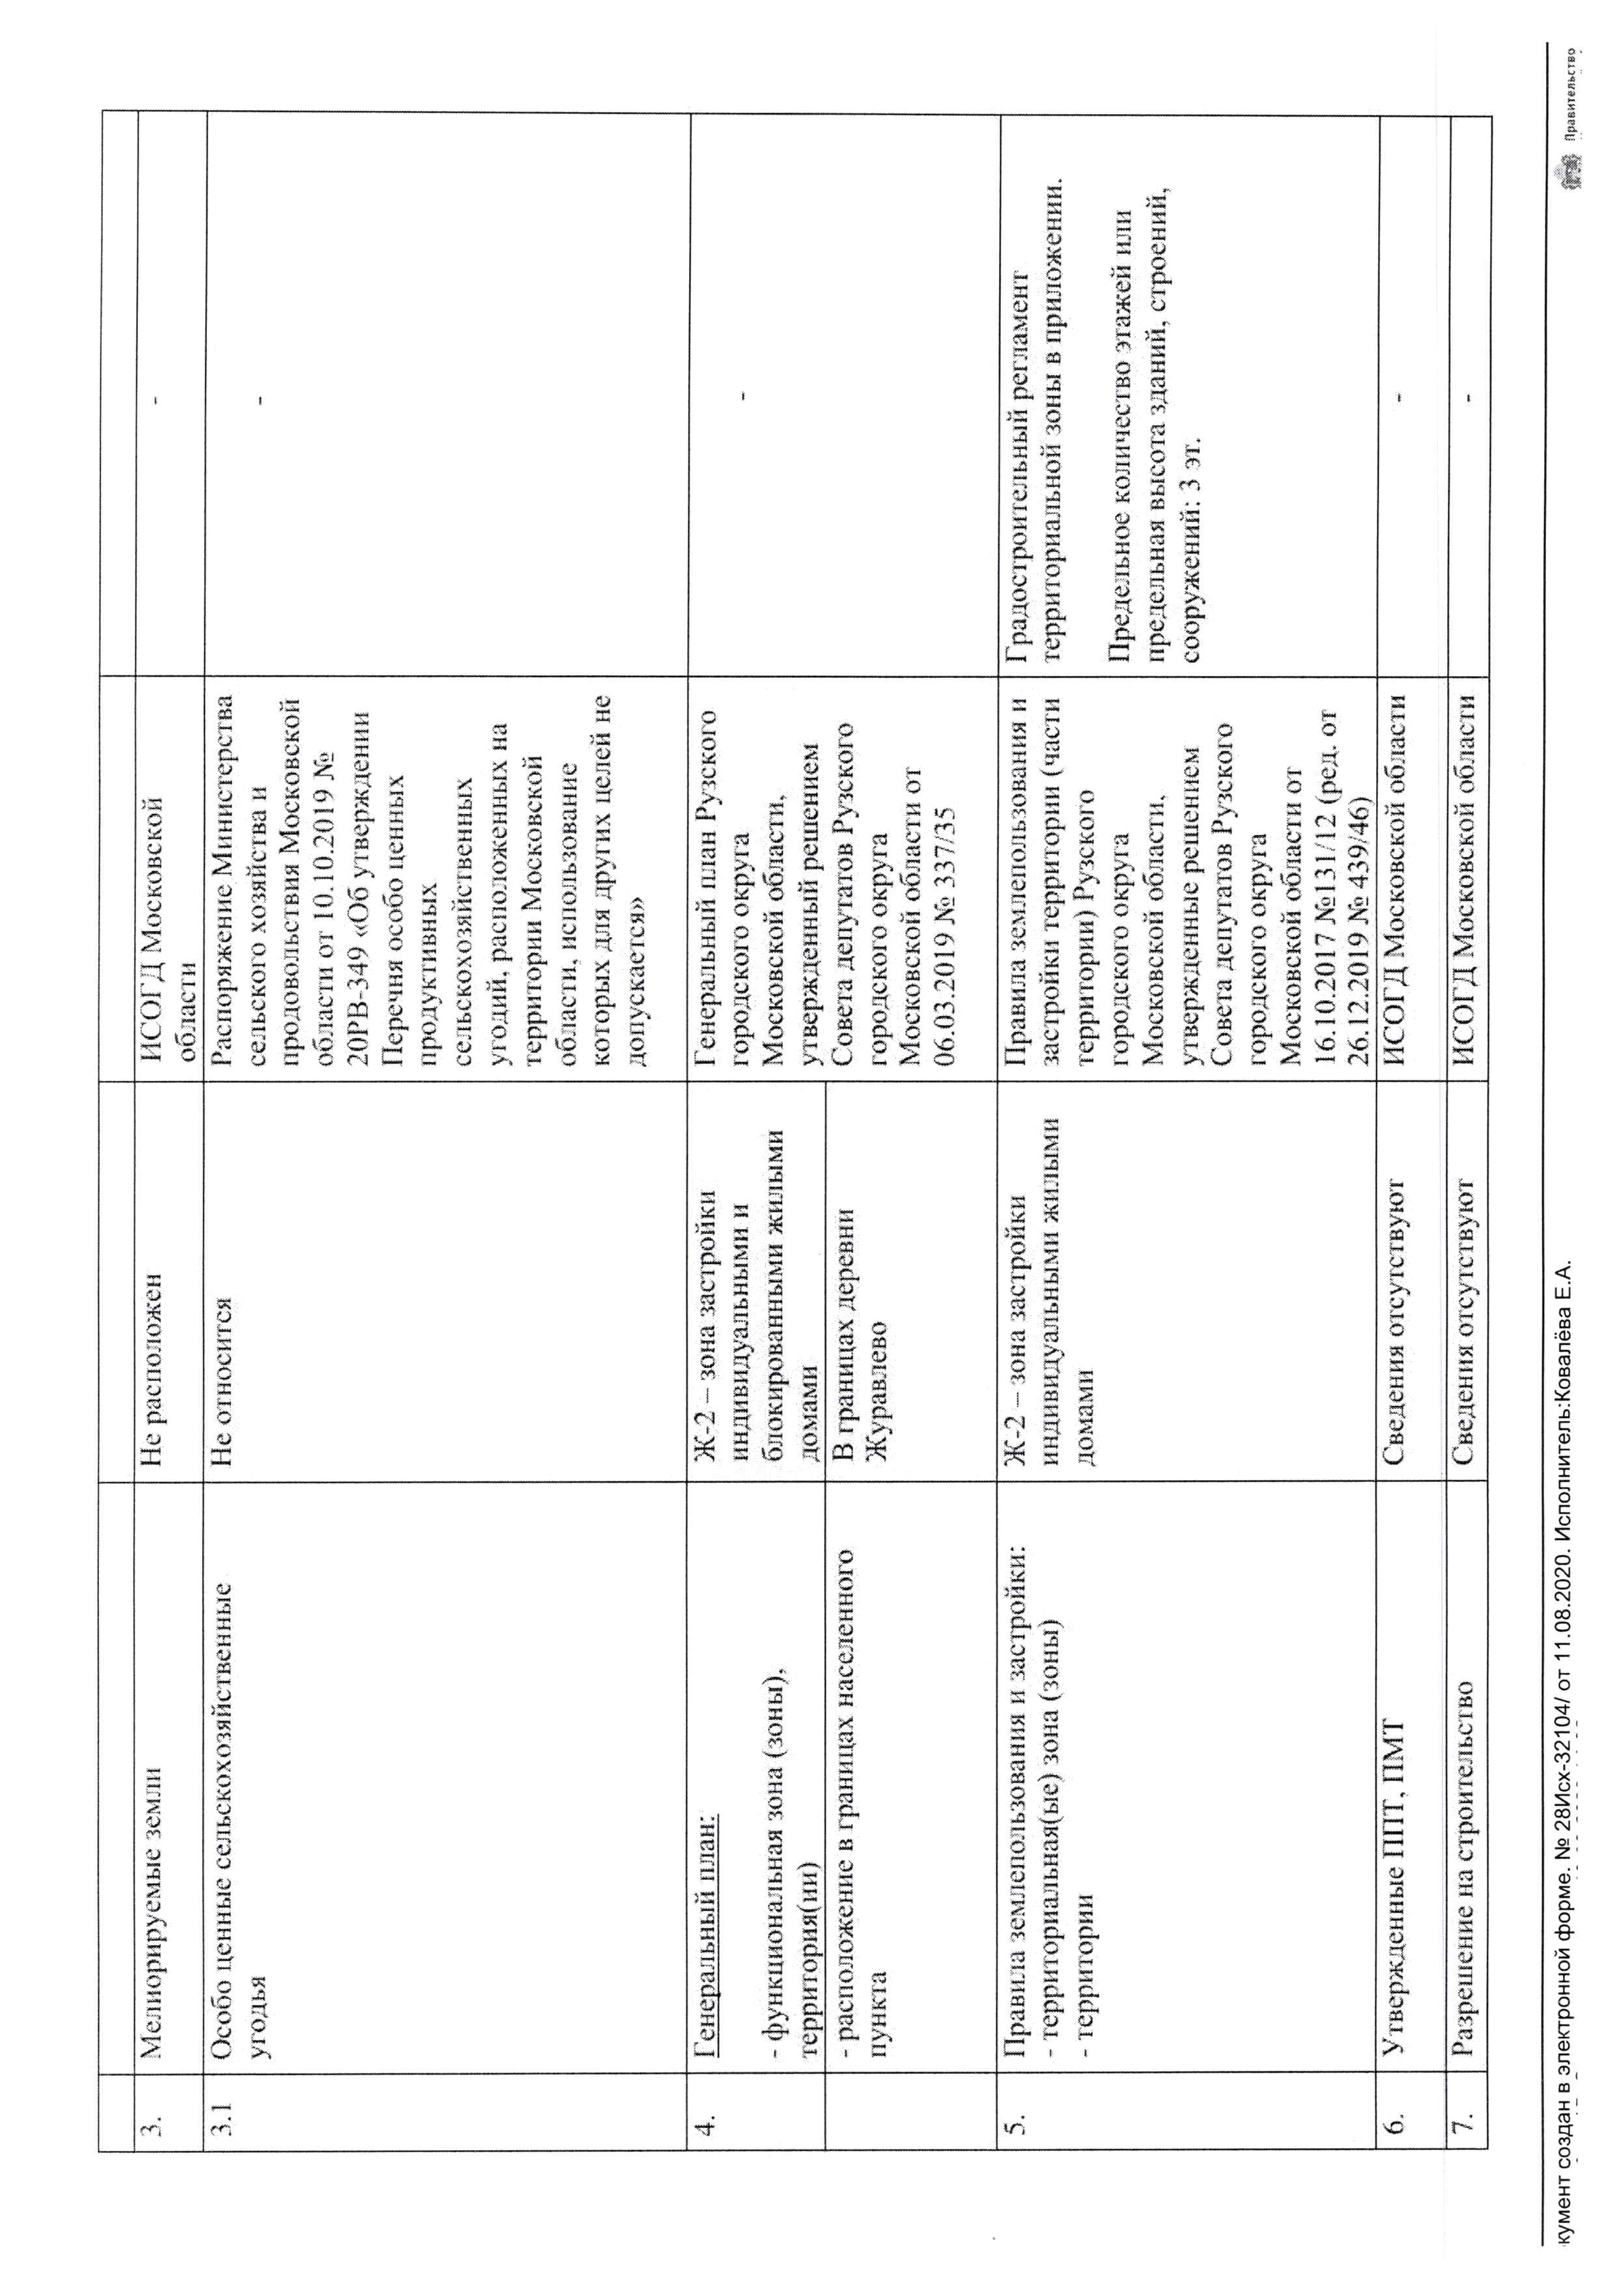 3.
Мелиорируемые земли
Не расположен
ИСОГД Московской
области
-
3.1
Особо ценные сельскохозяйственные
угодья
Не относится
Распоряжение Министерства
сельского хозяйства и
продовольствия Московской
области от 10.10.2019 №
20РВ-349 «Об утверждении
Перечня особо ценных
продуктивных
сельскохозяйственных
угодий, расположенных на
территории Московской
области, использование
которых для других целей не
допускается»
-
4.
Генеральный план:
- функциональная зона (зоны),
территория(ии)
Ж-2 – зона застройки
индивидуальными и
блокированными жилыми
домами
- расположение в границах населенного
пункта
В границах деревни
Журавлево
Генеральный план Рузского
городского округа
Московской области,
утвержденный решением
Совета депутатов Рузского
городского округа
Московской области от
06.03.2019 № 337/35
-
5.
Правила землепользования и застройки:
- территориальная(ые) зона (зоны)
- территории
Ж-2 – зона застройки
индивидуальными жилыми
домами
Правила землепользования и
застройки территории (части
территории) Рузского
городского округа
Московской области,
утвержденные решением
Совета депутатов Рузского
городского округа
Московской области от
16.10.2017 №131/12 (ред. от
26.12.2019 № 439/46)
Градостроительный регламент
территориальной зоны в приложении.
Предельное количество этажей или
предельная высота зданий, строений,
сооружений: 3 эт.
6.
Утвержденные ППТ, ПМТ
Сведения отсутствуют
ИСОГД Московской области
-
7.
Разрешение на строительство
Сведения отсутствуют
ИСОГД Московской области
-
кумент создан в электронной форме. № 28Исх-32104/ от 11.08.2020. Исполнитель:Ковалёва Е.А.
Правительство